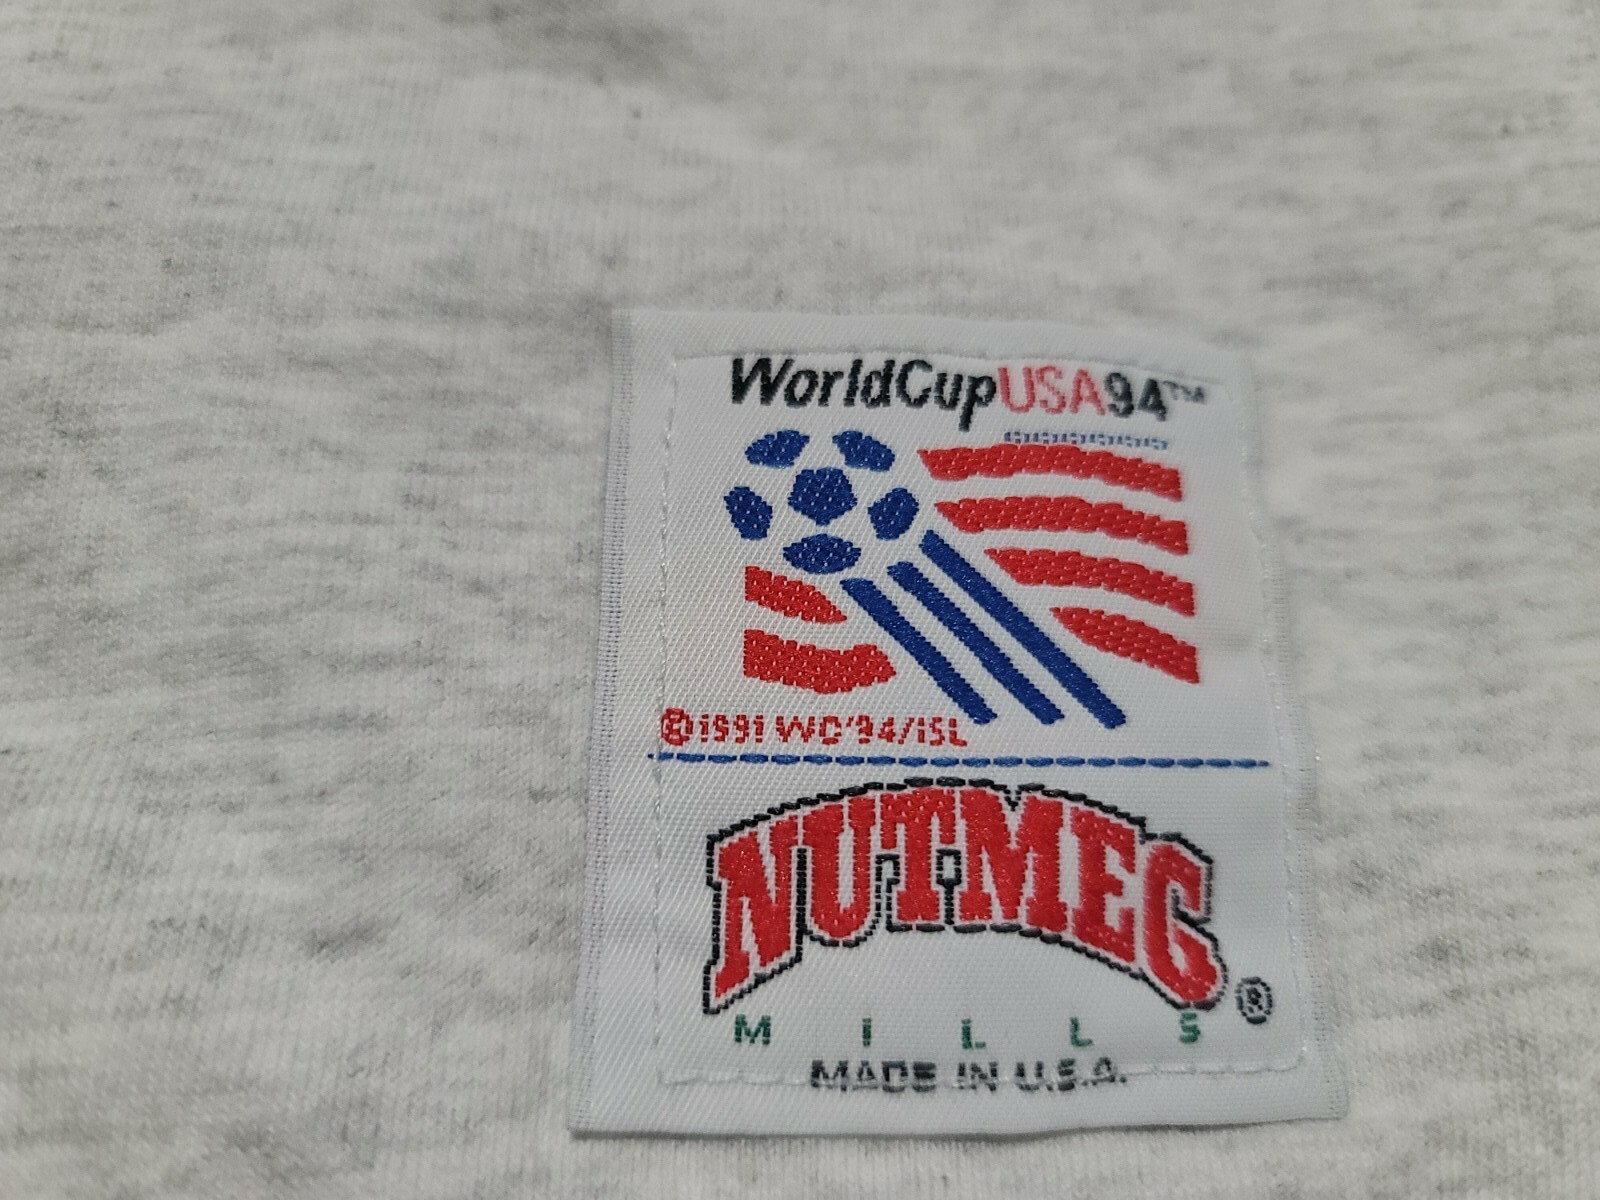 WorldCupUSA94™
©1991 WC'94/ISL
NUTMEG®
MILLS
MADE IN U.S.A.